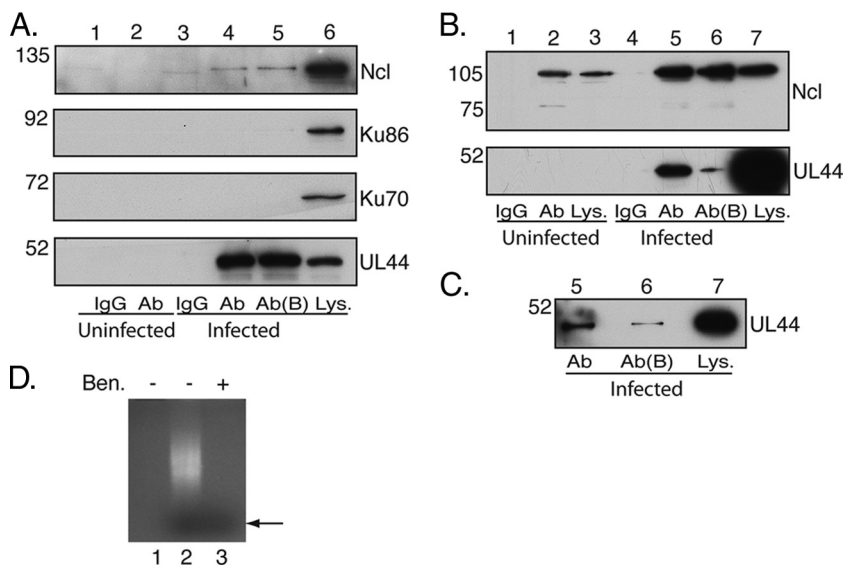 A.
1 2 3 4 5 6
135
Ncl
92
Ku86
72
Ku70
52
UL44
IgG Ab IgG Ab Ab(B) Lys.
Uninfected Infected
B.
1 2 3 4 5 6 7
105
75
Ncl
52
UL44
IgG Ab Lys. IgG Ab Ab(B) Lys.
Uninfected Infected
C.
5 6 7
52
UL44
Ab Ab(B) Lys.
Infected
D.
Ben. - - +
1 2 3